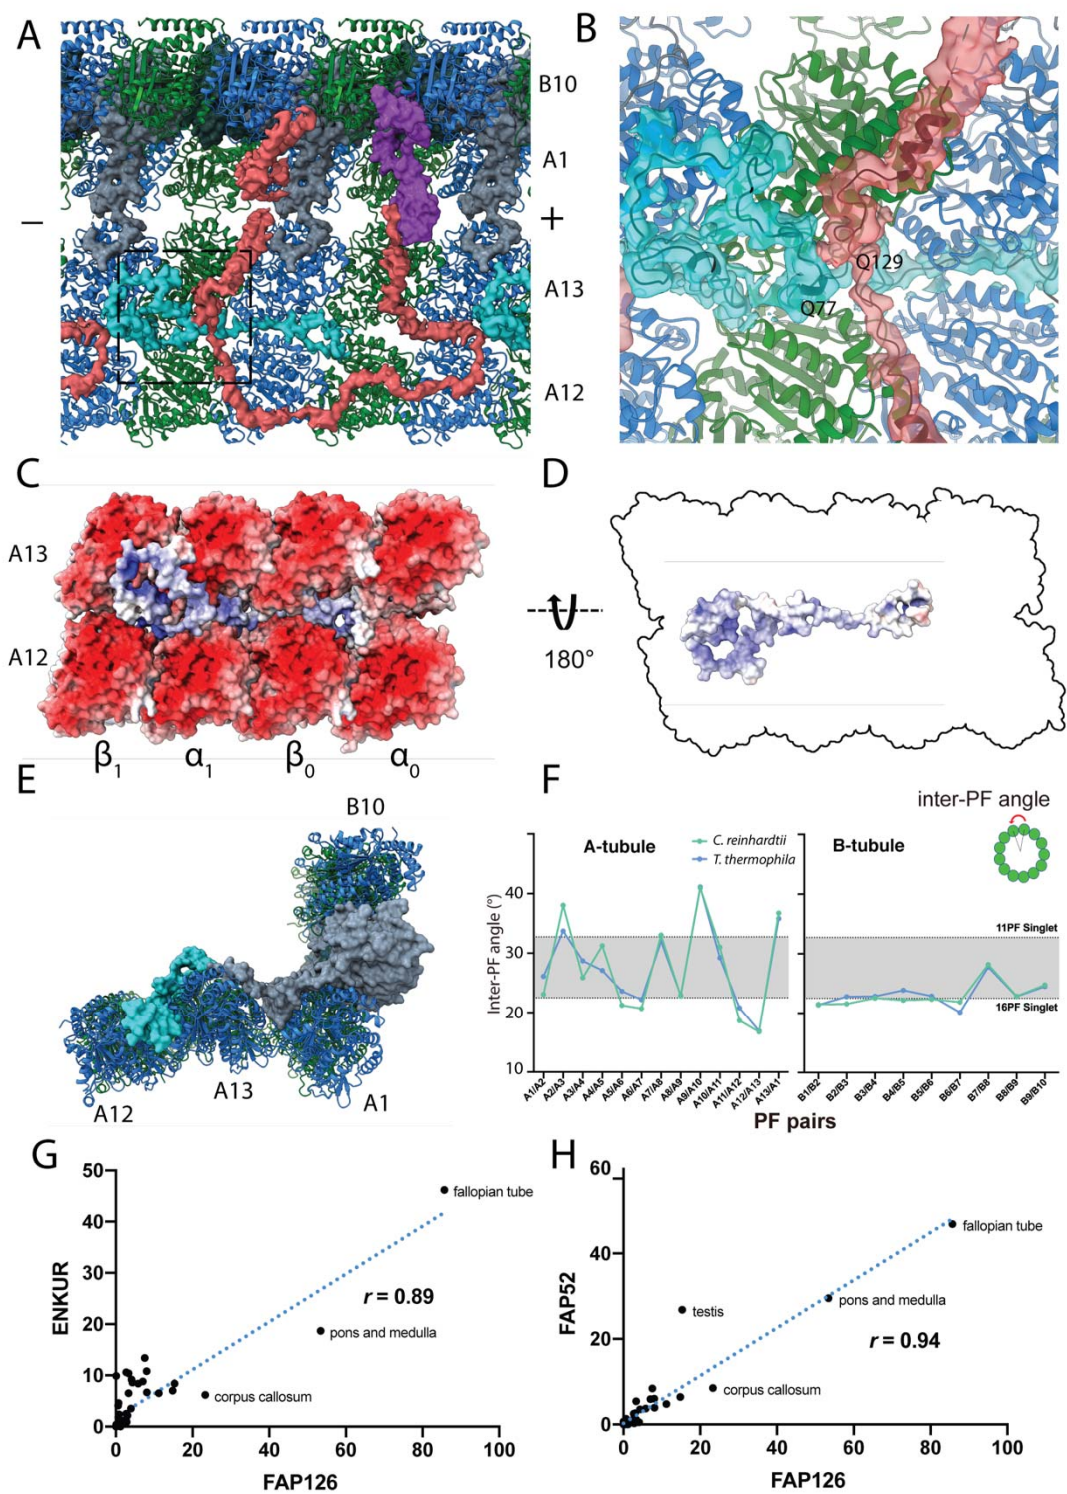 A
B10
A1
–
+
A13
A12
B
Q129
Q77
C
A13
A12
β1
α1
β0
α0
D
180°
E
B10
A13
A12
A1
F
inter-PF angle
A-tubule
C. reinhardtii
T. thermophila
B-tubule
Inter-PF angle (°)
40
30
20
10
11PF Singlet
16PF Singlet
A1/A2
A2/A3
A3/A4
A4/A5
A5/A6
A6/A7
A7/A8
A8/A9
A9/A10
A10/A11
A11/A12
A12/A13
A13/A1
B1/B2
B2/B3
B3/B4
B4/B5
B5/B6
B6/B7
B7/B8
B8/B9
B9/B10
PF pairs
G
50
40
30
20
10
0
ENKUR
fallopian tube
r = 0.89
pons and medulla
corpus callosum
0 20 40 60 80 100
FAP126
H
60
40
20
0
FAP52
fallopian tube
testis
pons and medulla
r = 0.94
corpus callosum
0 20 40 60 80 100
FAP126